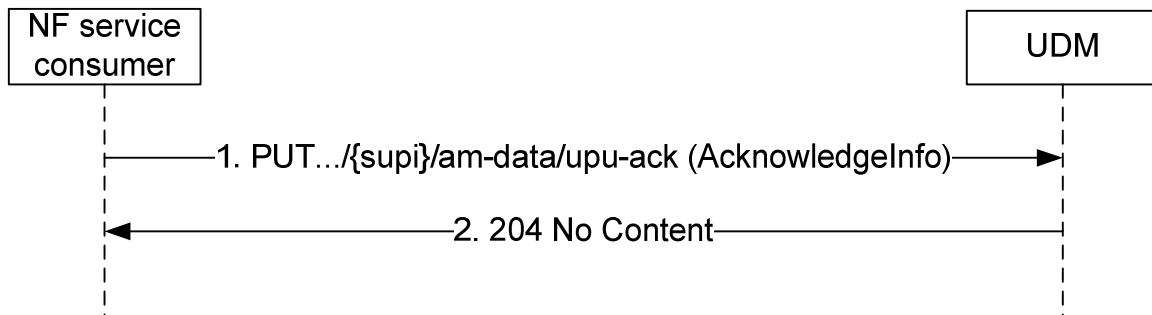 NF service
consumer
UDM
1. PUT.../{supi}/am-data/upu-ack (AcknowledgeInfo)
2. 204 No Content